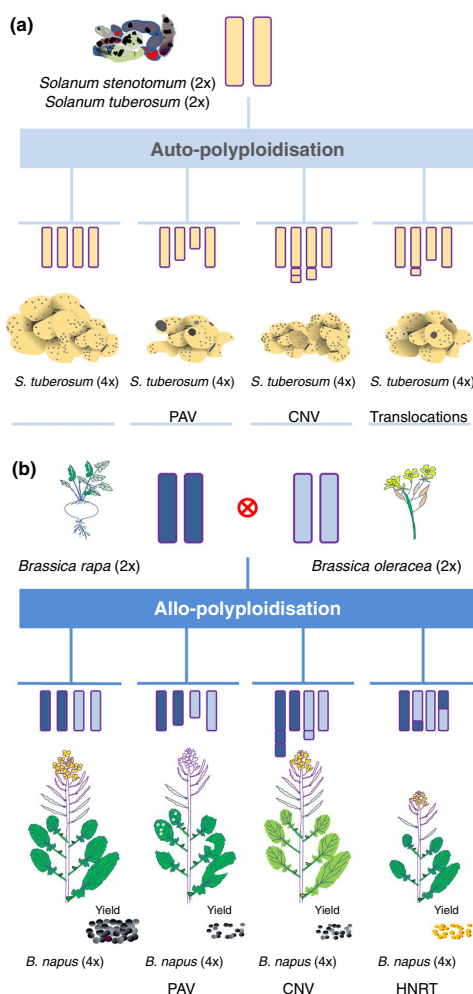 (a)
Solanum stenotomum (2x)
Solanum tuberosum (2x)
Auto-polyploidisation
S. tuberosum (4x) S. tuberosum (4x) S. tuberosum (4x) S. tuberosum (4x)
PAV CNV Translocations
(b)
Brassica rapa (2x) Brassica oleracea (2x)
Allo-polyploidisation
Yield Yield Yield Yield
B. napus (4x) B. napus (4x) B. napus (4x) B. napus (4x)
PAV CNV HNRT